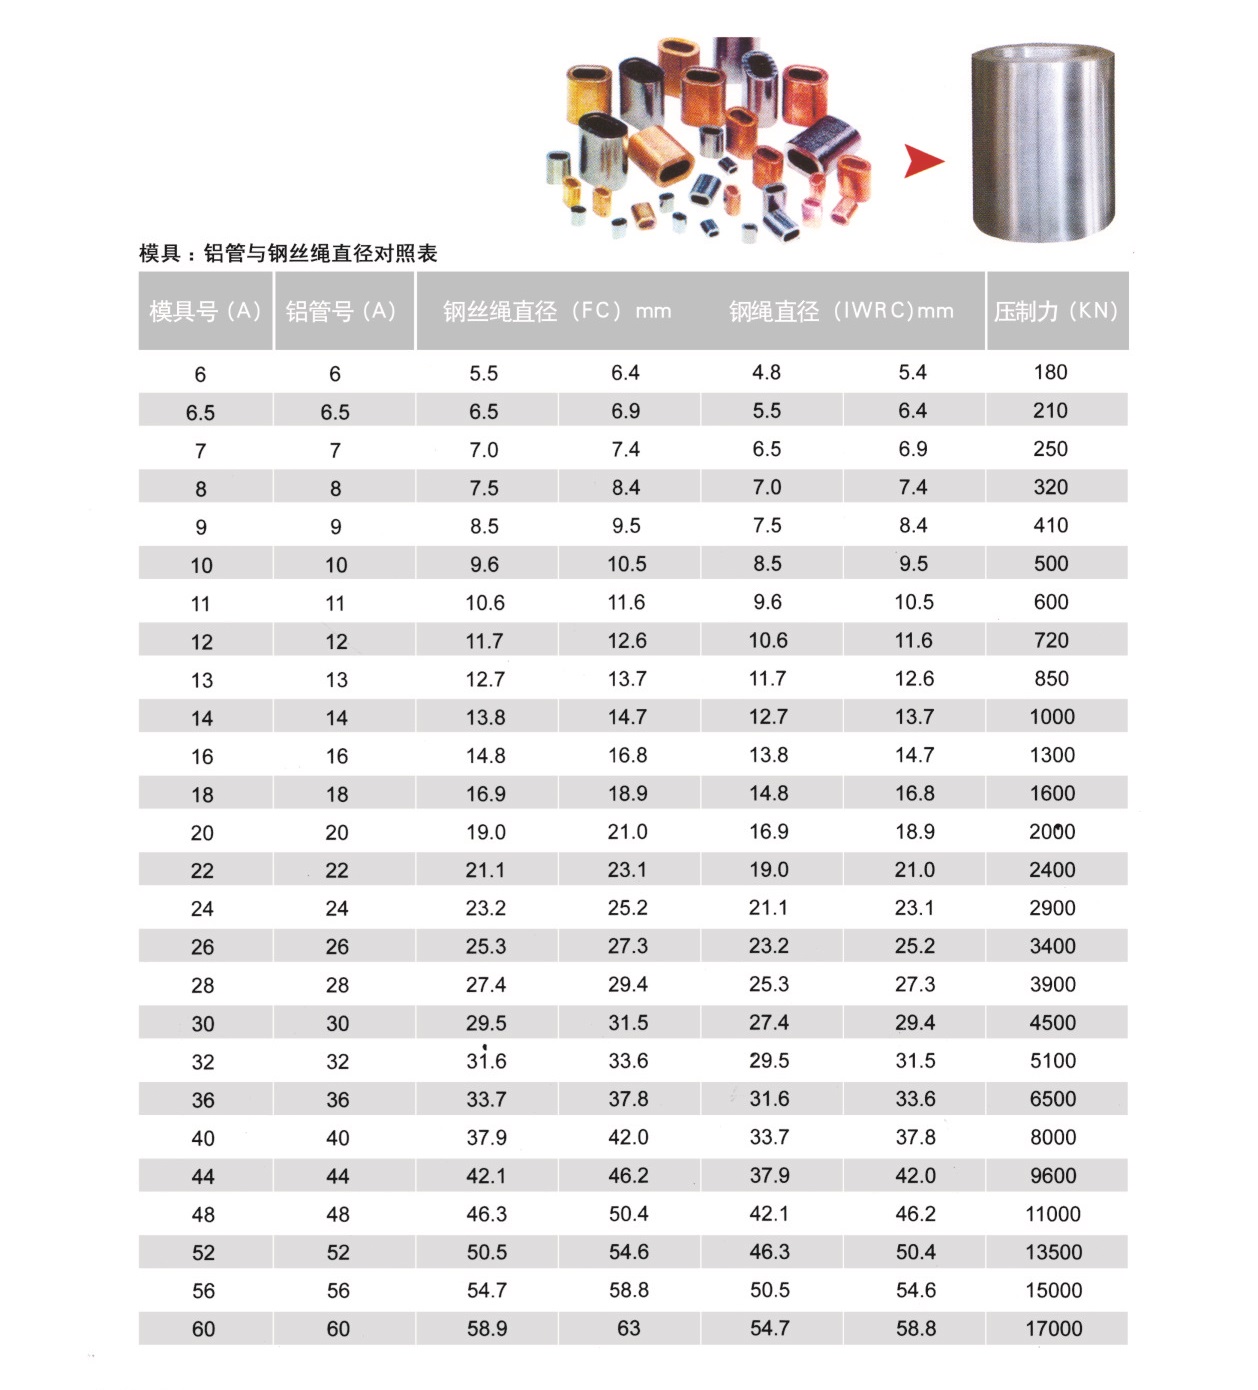 模具：铝管与钢丝绳直径对照表
模具号（A） 铝管号（A） 钢丝绳直径（FC）mm 钢绳直径（IWRC)mm 压制力（KN）
6 6 5.5 6.4 4.8 5.4 180
6.5 6.5 6.5 6.9 5.5 6.4 210
7 7 7.0 7.4 6.5 6.9 250
8 8 7.5 8.4 7.0 7.4 320
9 9 8.5 9.5 7.5 8.4 410
10 10 9.6 10.5 8.5 9.5 500
11 11 10.6 11.6 9.6 10.5 600
12 12 11.7 12.6 10.6 11.6 720
13 13 12.7 13.7 11.7 12.6 850
14 14 13.8 14.7 12.7 13.7 1000
16 16 14.8 16.8 13.8 14.7 1300
18 18 16.9 18.9 14.8 16.8 1600
20 20 19.0 21.0 16.9 18.9 2000
22 22 21.1 23.1 19.0 21.0 2400
24 24 23.2 25.2 21.1 23.1 2900
26 26 25.3 27.3 23.2 25.2 3400
28 28 27.4 29.4 25.3 27.3 3900
30 30 29.5 31.5 27.4 29.4 4500
32 32 31.6 33.6 29.5 31.5 5100
36 36 33.7 37.8 31.6 33.6 6500
40 40 37.9 42.0 33.7 37.8 8000
44 44 42.1 46.2 37.9 42.0 9600
48 48 46.3 50.4 42.1 46.2 11000
52 52 50.5 54.6 46.3 50.4 13500
56 56 54.7 58.8 50.5 54.6 15000
60 60 58.9 63 54.7 58.8 17000